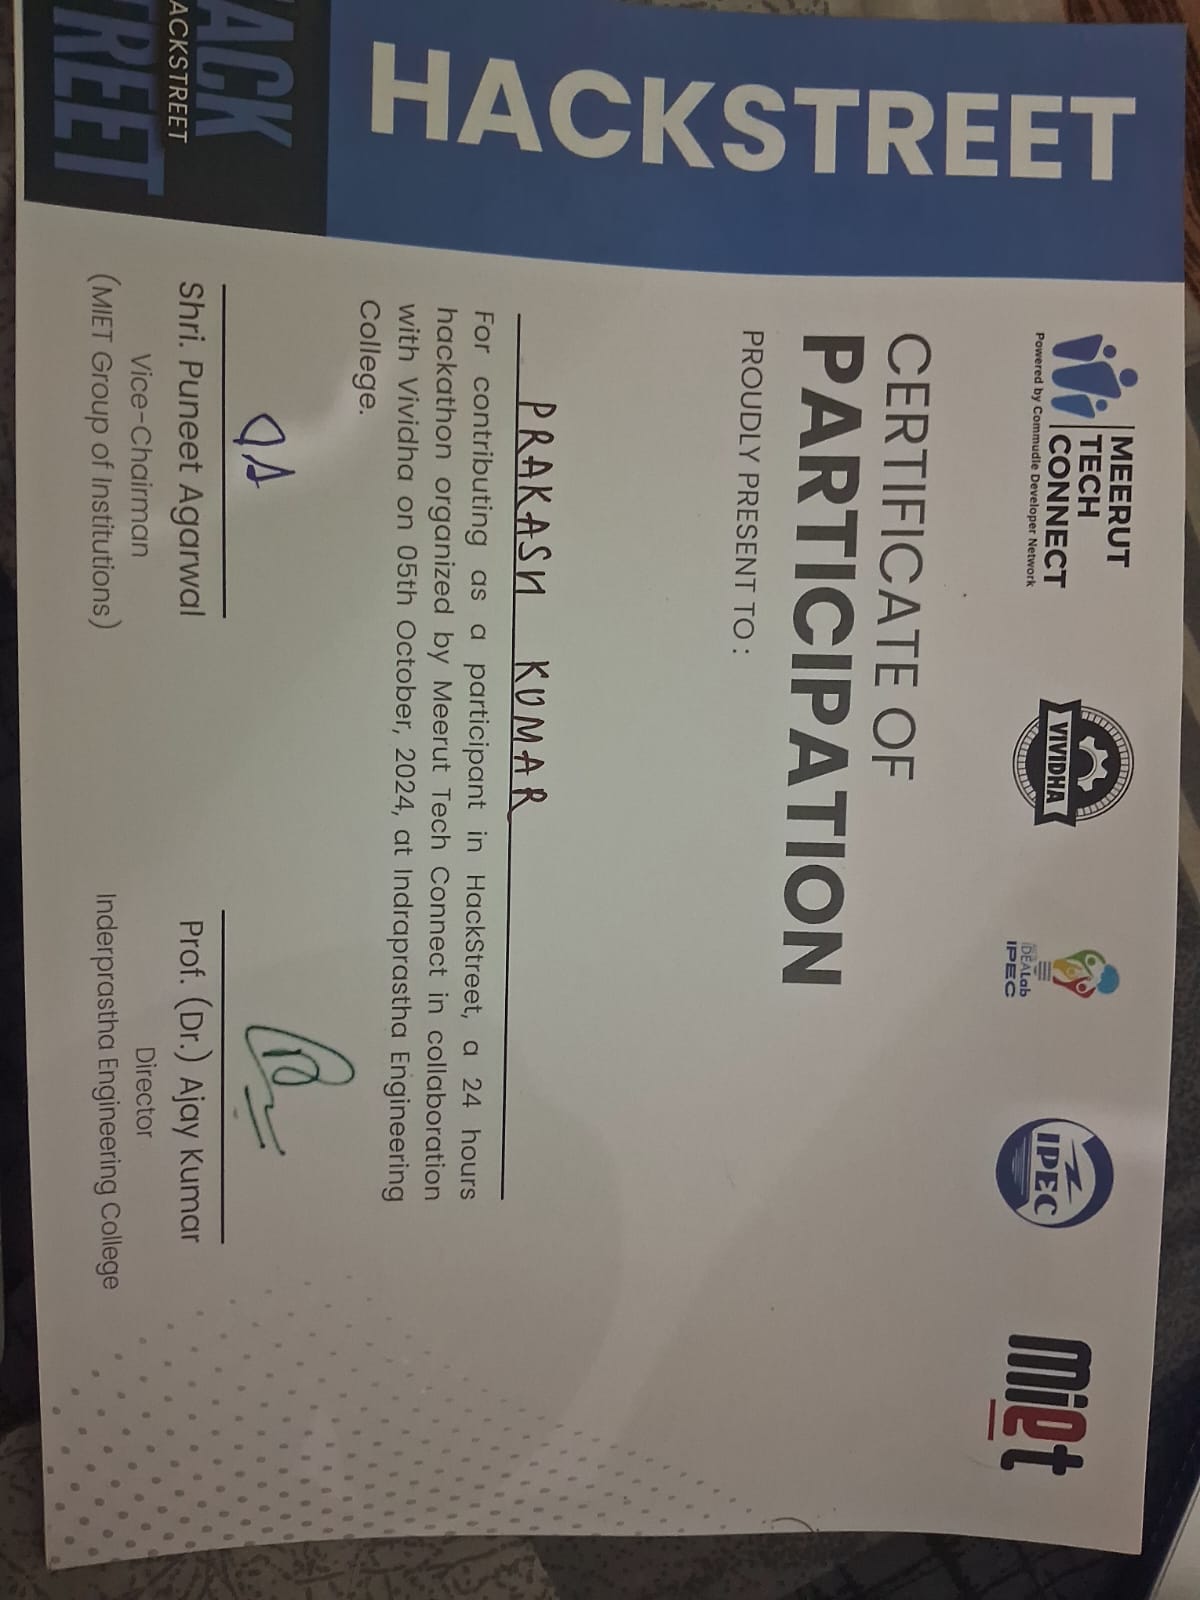 HACKSTREET
MEERUT
TECH
CONNECT
Powered by Commudle Developer Network
VIVIDHA
IDEALab
IPEC
IPEC
miet
CERTIFICATE OF
PARTICIPATION
PROUDLY PRESENT TO :
PRAKASH KUMAR
For contributing as a participant in HackStreet, a 24 hours
hackathon organized by Meerut Tech Connect in collaboration
with Vividha on 05th October, 2024, at Indraprastha Engineering
College.
Shri. Puneet Agarwal
Vice-Chairman
(MIET Group of Institutions)
Prof. (Dr.) Ajay Kumar
Director
Inderprastha Engineering College
ACK
ACKSTREET
TREET